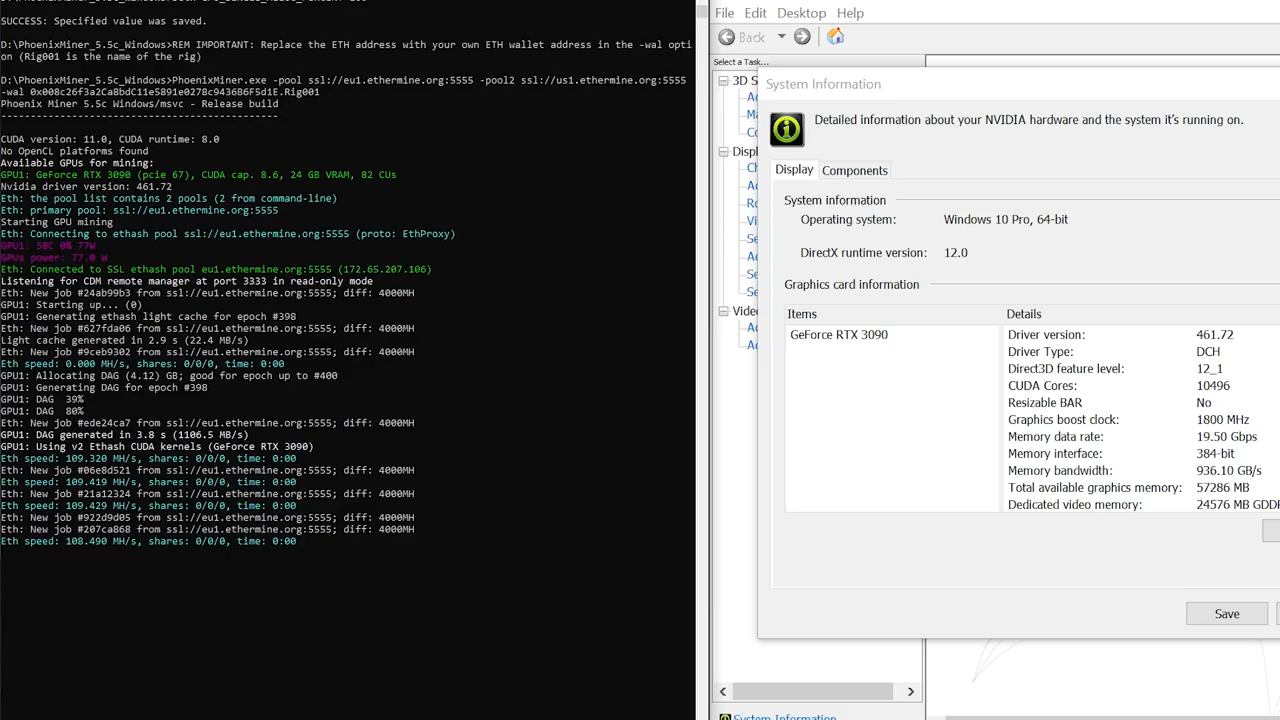 SUCCESS: Specified value was saved.
D:\PhoenixMiner_5.5c_Windows>REM IMPORTANT: Replace the ETH address with your own ETH wallet address in the -wal opti
on (Rig001 is the name of the rig)
D:\PhoenixMiner_5.5c_Windows>PhoenixMiner.exe -pool ssl://eu1.ethermine.org:5555 -pool2 ssl://us1.ethermine.org:5555
-wal 0x008c26f3a2Ca8bdC11e5891e0278c9436B6F5d1E.Rig001
Phoenix Miner 5.5c Windows/msvc - Release build
-----------------------------------------------
CUDA version: 11.0, CUDA runtime: 8.0
No OpenCL platforms found
Available GPUs for mining:
GPU1: GeForce RTX 3090 (pcie 67), CUDA cap. 8.6, 24 GB VRAM, 82 CUs
Nvidia driver version: 461.72
Eth: the pool list contains 2 pools (2 from command-line)
Eth: primary pool: ssl://eu1.ethermine.org:5555
Starting GPU mining
Eth: Connecting to ethash pool ssl://eu1.ethermine.org:5555 (proto: EthProxy)
GPU1: 58C 0% 77W
GPUs power: 77.0 W
Eth: Connected to SSL ethash pool eu1.ethermine.org:5555 (172.65.207.106)
Listening for CDM remote manager at port 3333 in read-only mode
Eth: New job #24ab99b3 from ssl://eu1.ethermine.org:5555; diff: 4000MH
GPU1: Starting up... (0)
GPU1: Generating ethash light cache for epoch #398
Eth: New job #627fda06 from ssl://eu1.ethermine.org:5555; diff: 4000MH
Light cache generated in 2.9 s (22.4 MB/s)
Eth: New job #9ceb9302 from ssl://eu1.ethermine.org:5555; diff: 4000MH
Eth speed: 0.000 MH/s, shares: 0/0/0, time: 0:00
GPU1: Allocating DAG (4.12) GB; good for epoch up to #400
GPU1: Generating DAG for epoch #398
GPU1: DAG  39%
GPU1: DAG  80%
Eth: New job #ede24ca7 from ssl://eu1.ethermine.org:5555; diff: 4000MH
GPU1: DAG generated in 3.8 s (1106.5 MB/s)
GPU1: Using v2 Ethash CUDA kernels (GeForce RTX 3090)
Eth speed: 109.320 MH/s, shares: 0/0/0, time: 0:00
Eth: New job #06e8d521 from ssl://eu1.ethermine.org:5555; diff: 4000MH
Eth speed: 109.419 MH/s, shares: 0/0/0, time: 0:00
Eth: New job #21a12324 from ssl://eu1.ethermine.org:5555; diff: 4000MH
Eth speed: 109.429 MH/s, shares: 0/0/0, time: 0:00
Eth: New job #922d9d05 from ssl://eu1.ethermine.org:5555; diff: 4000MH
Eth: New job #207ca868 from ssl://eu1.ethermine.org:5555; diff: 4000MH
Eth speed: 108.490 MH/s, shares: 0/0/0, time: 0:00
File Edit Desktop Help
Back
Select a Task...
3D S
Ac
Ma
Co
Displ
Ch
Ac
Ro
Vi
Se
Ac
Se
Se
Video
Ac
Ac
System Information
System Information
Detailed information about your NVIDIA hardware and the system it's running on.
Display Components
System information
Operating system: Windows 10 Pro, 64-bit
DirectX runtime version: 12.0
Graphics card information
Items Details
GeForce RTX 3090
Driver version: 461.72
Driver Type: DCH
Direct3D feature level: 12_1
CUDA Cores: 10496
Resizable BAR No
Graphics boost clock: 1800 MHz
Memory data rate: 19.50 Gbps
Memory interface: 384-bit
Memory bandwidth: 936.10 GB/s
Total available graphics memory: 57286 MB
Dedicated video memory: 24576 MB GDDR
Save